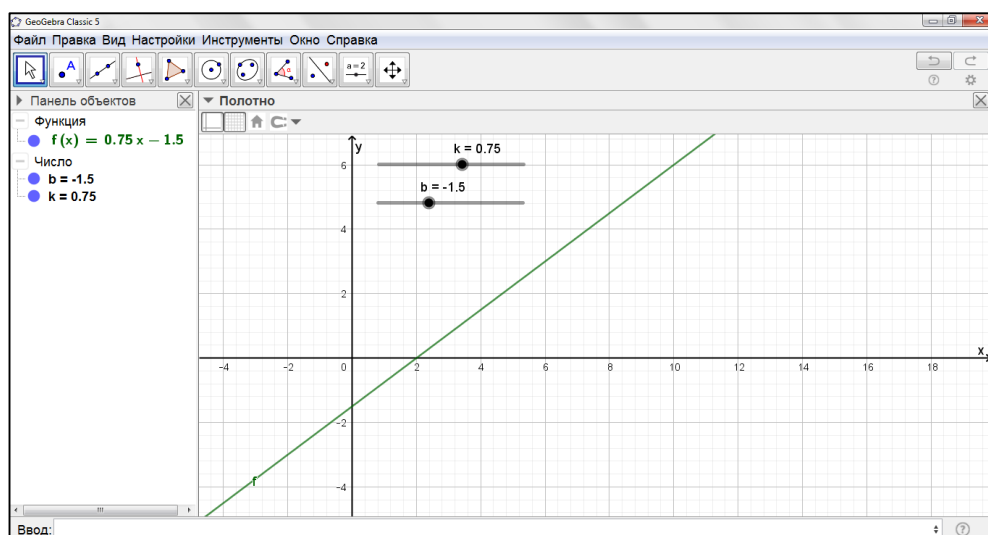 GeoGebra Classic 5
Файл Правка Вид Настройки Инструменты Окно Справка
A
a = 2
Панель объектов
Полотно
Функция
f(x) = 0.75 x − 1.5
Число
b = -1.5
k = 0.75
y
k = 0.75
b = -1.5
6
4
2
x
-4 -2 0 2 4 6 8 10 12 14 16 18
-2
f
-4
Ввод: